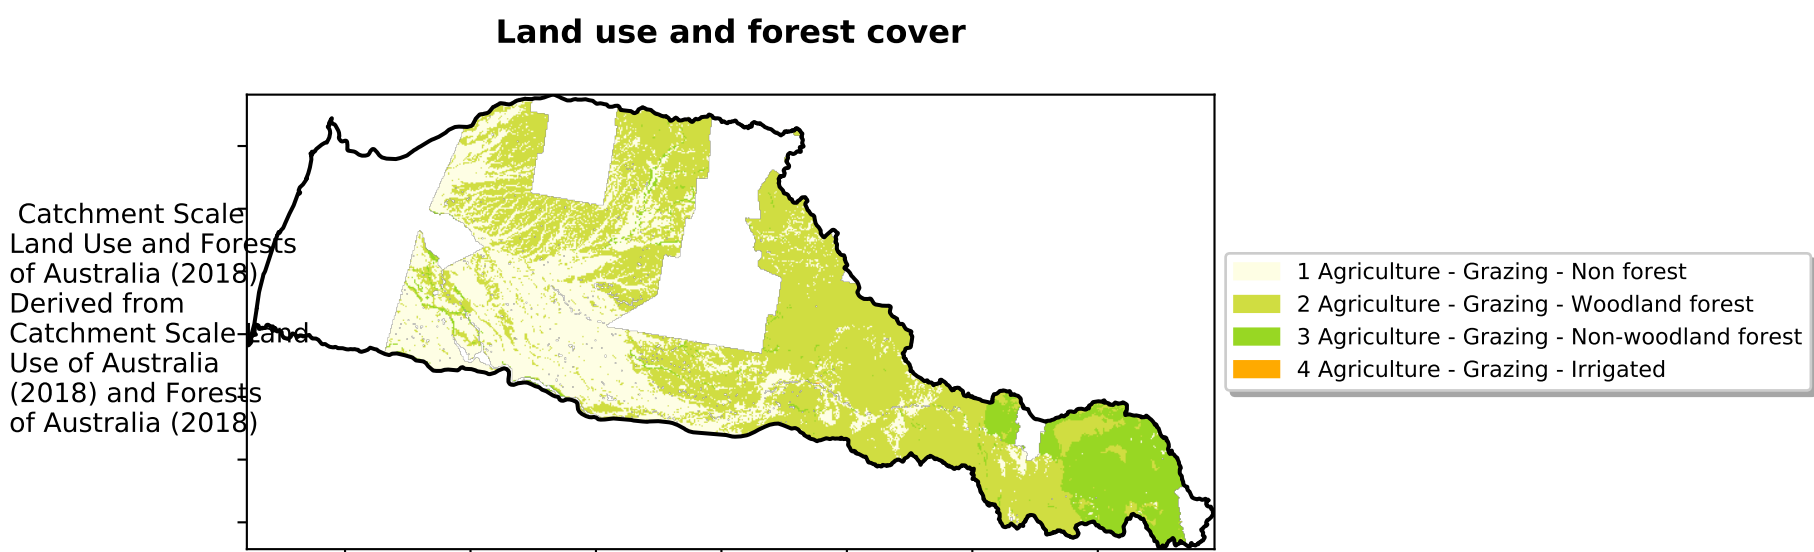 Land use and forest cover
Catchment Scale
Land Use and Forests
of Australia (2018)
Derived from
Catchment Scale Land
Use of Australia
(2018) and Forests
of Australia (2018)
1 Agriculture - Grazing - Non forest
2 Agriculture - Grazing - Woodland forest
3 Agriculture - Grazing - Non-woodland forest
4 Agriculture - Grazing - Irrigated